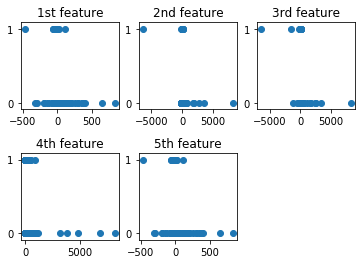 1st feature 2nd feature 3rd feature
1 1 1
0 0 0
−500 0 500 −5000 0 5000 −5000 0 5000
4th feature 5th feature
1 1
0 0
0 5000 −500 0 500